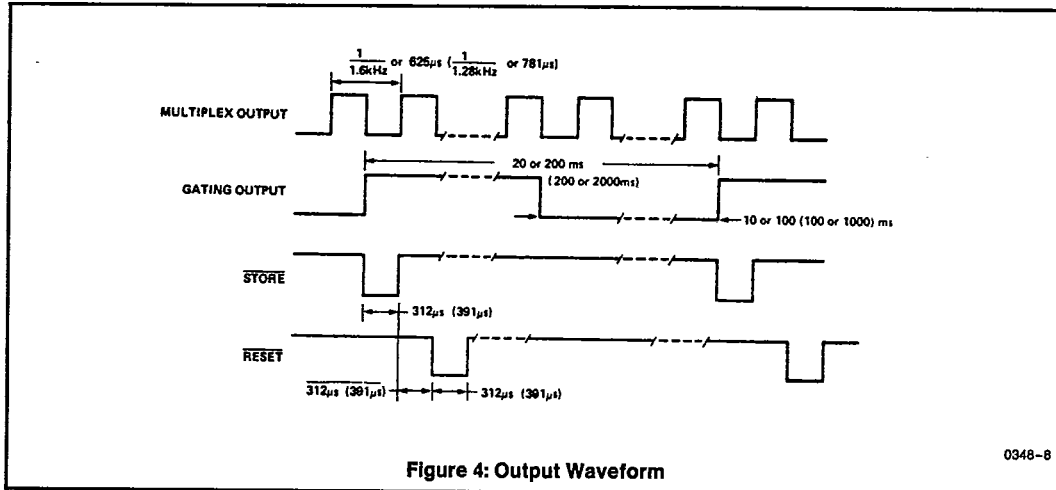 1/1.6kHz or 625µs (1/1.28kHz or 781µs)
MULTIPLEX OUTPUT
20 or 200 ms
(200 or 2000ms)
GATING OUTPUT
10 or 100 (100 or 1000) ms
STORE
312µs (391µs)
RESET
312µs (391µs)
312µs (391µs)
0348-8
Figure 4: Output Waveform